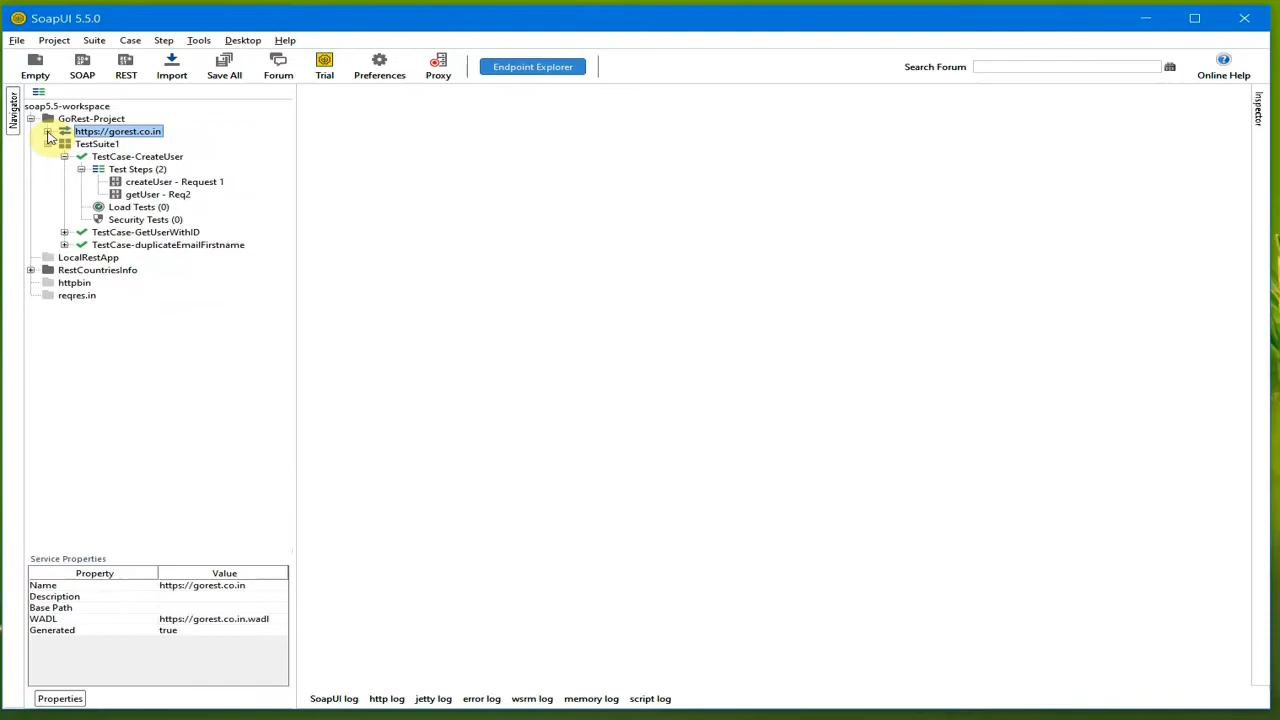 SoapUI 5.5.0
File Project Suite Case Step Tools Desktop Help
Empty SOAP REST Import Save All Forum Trial Preferences Proxy Endpoint Explorer Search Forum Online Help
Navigator
Inspector
soap5.5-workspace
GoRest-Project
https://gorest.co.in
TestSuite1
TestCase-CreateUser
Test Steps (2)
createUser - Request 1
getUser - Req2
Load Tests (0)
Security Tests (0)
TestCase-GetUserWithID
TestCase-duplicateEmailFirstname
LocalRestApp
RestCountriesInfo
httpbin
reqres.in
Service Properties
Property Value
Name https://gorest.co.in
Description
Base Path
WADL https://gorest.co.in.wadl
Generated true
Properties
SoapUI log http log jetty log error log wsrm log memory log script log